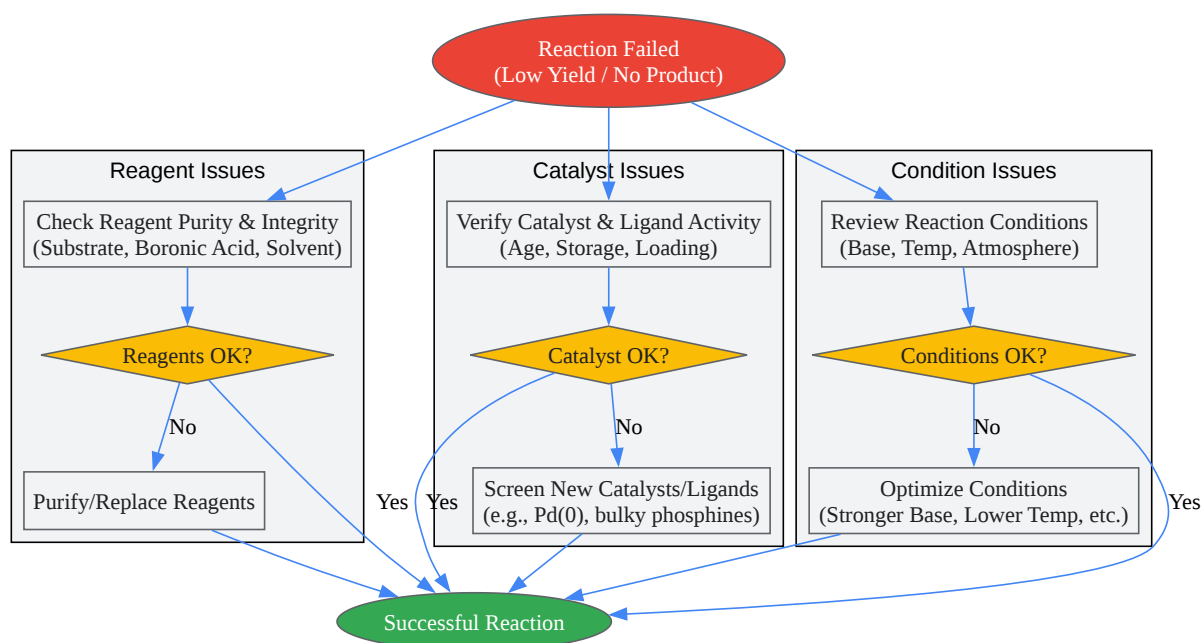 Reaction Failed
(Low Yield / No Product)
Reagent Issues
Check Reagent Purity & Integrity
(Substrate, Boronic Acid, Solvent)
Reagents OK?
No
Purify/Replace Reagents
Yes
Catalyst Issues
Verify Catalyst & Ligand Activity
(Age, Storage, Loading)
Catalyst OK?
No
Yes
Screen New Catalysts/Ligands
(e.g., Pd(0), bulky phosphines)
Condition Issues
Review Reaction Conditions
(Base, Temp, Atmosphere)
Conditions OK?
No
Optimize Conditions
(Stronger Base, Lower Temp, etc.)
Yes
Successful Reaction